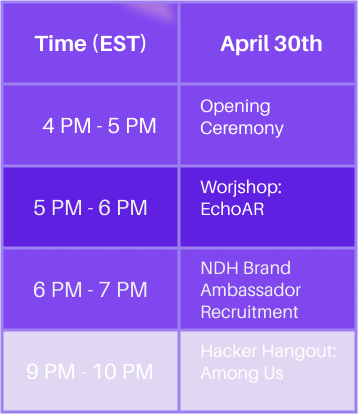 Time (EST) April 30th
4 PM - 5 PM Opening
Ceremony
5 PM - 6 PM Worjshop:
EchoAR
6 PM - 7 PM NDH Brand
Ambassador
Recruitment
9 PM - 10 PM Hacker Hangout:
Among Us